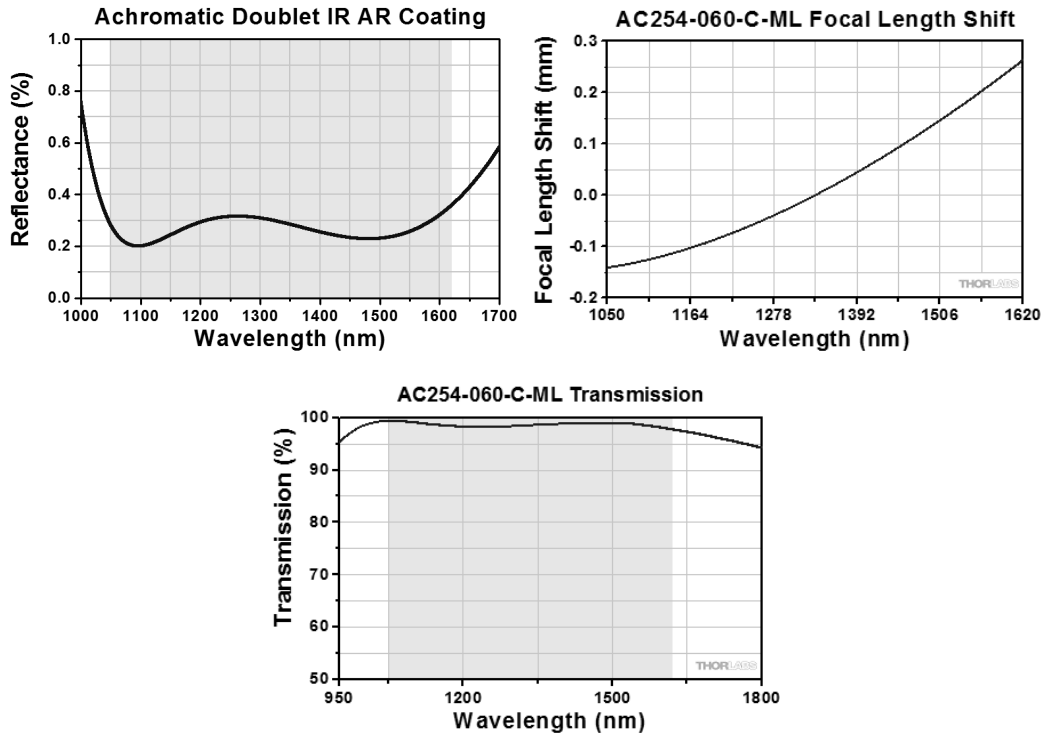 Achromatic Doublet IR AR Coating
Reflectance (%)
1.0
0.8
0.6
0.4
0.2
0.0
1000 1100 1200 1300 1400 1500 1600 1700
Wavelength (nm)
AC254-060-C-ML Focal Length Shift
Focal Length Shift (mm)
0.3
0.2
0.1
0.0
-0.1
-0.2
THORLABS
1050 1164 1278 1392 1506 1620
Wavelength (nm)
AC254-060-C-ML Transmission
Transmission (%)
100
90
80
70
60
50
THORLABS
950 1200 1500 1800
Wavelength (nm)